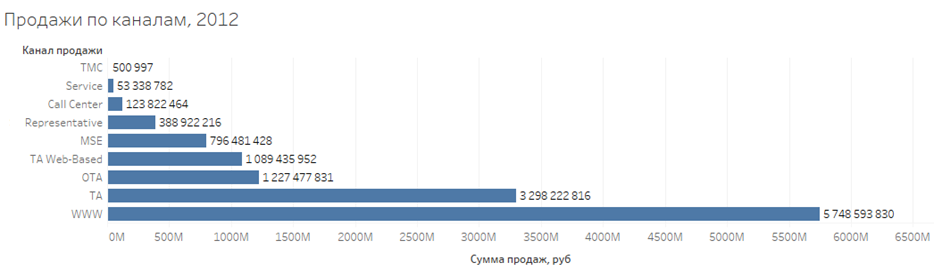 Продажи по каналам, 2012
Канал продажи
TMC 500 997
Service 53 338 782
Call Center 123 822 464
Representative 388 922 216
MSE 796 481 428
TA Web-Based 1 089 435 952
OTA 1 227 477 831
TA 3 298 222 816
WWW 5 748 593 830
0M 500M 1000M 1500M 2000M 2500M 3000M 3500M 4000M 4500M 5000M 5500M 6000M 6500M
Сумма продаж, руб